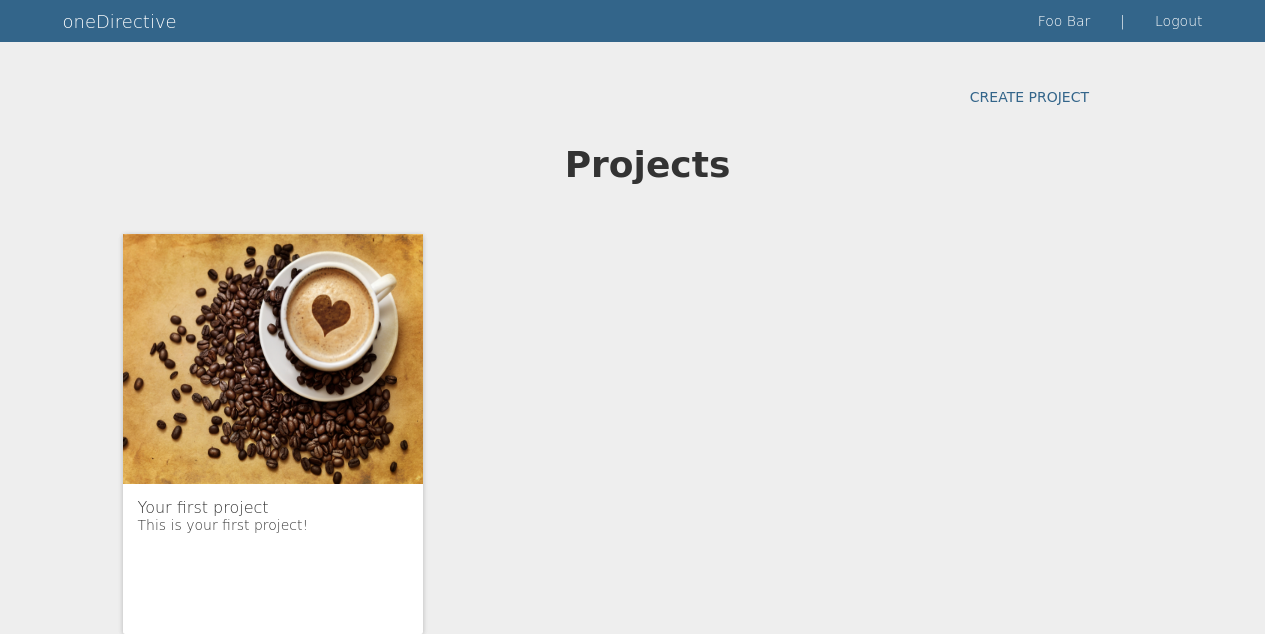 oneDirective
Foo Bar | Logout
CREATE PROJECT
Projects
Your first project
This is your first project!